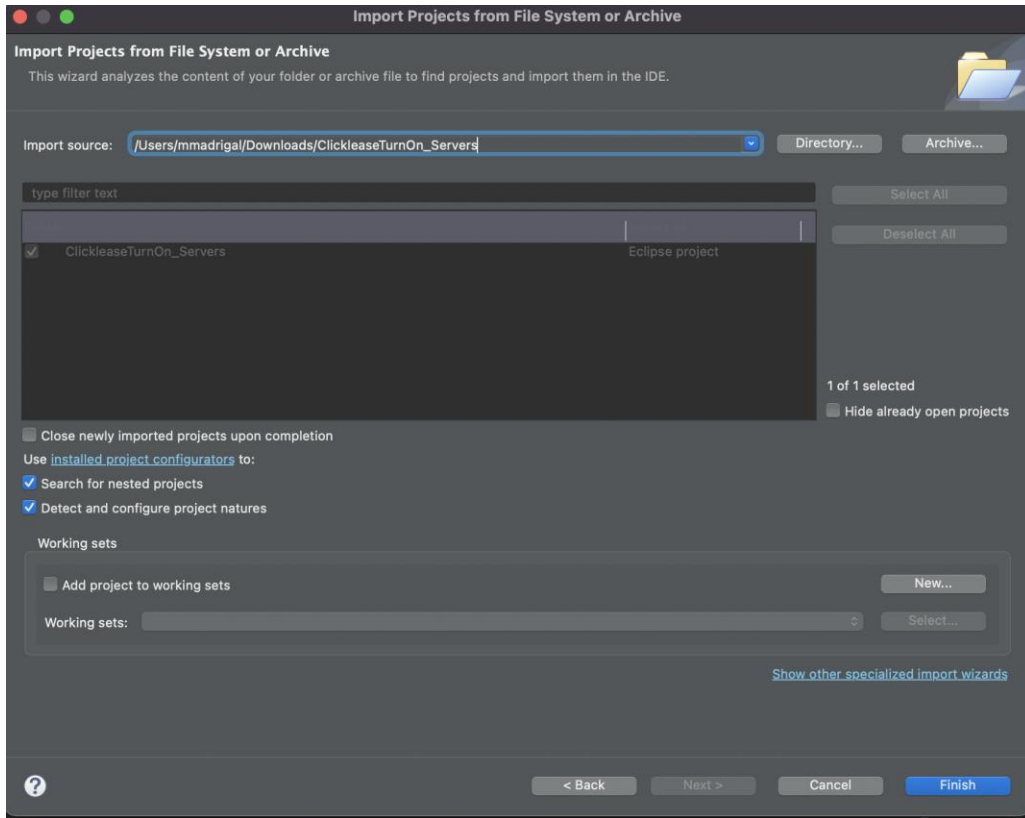 Import Projects from File System or Archive
Import Projects from File System or Archive
This wizard analyzes the content of your folder or archive file to find projects and import them in the IDE.
Import source: /Users/mmadrigal/Downloads/ClickleaseTurnOn_Servers Directory... Archive...
type filter text Select All
Deselect All
ClickleaseTurnOn_Servers Eclipse project
1 of 1 selected
Hide already open projects
Close newly imported projects upon completion
Use installed project configurators to:
Search for nested projects
Detect and configure project natures
Working sets
Add project to working sets New...
Working sets: Select...
Show other specialized import wizards
? < Back Next > Cancel Finish